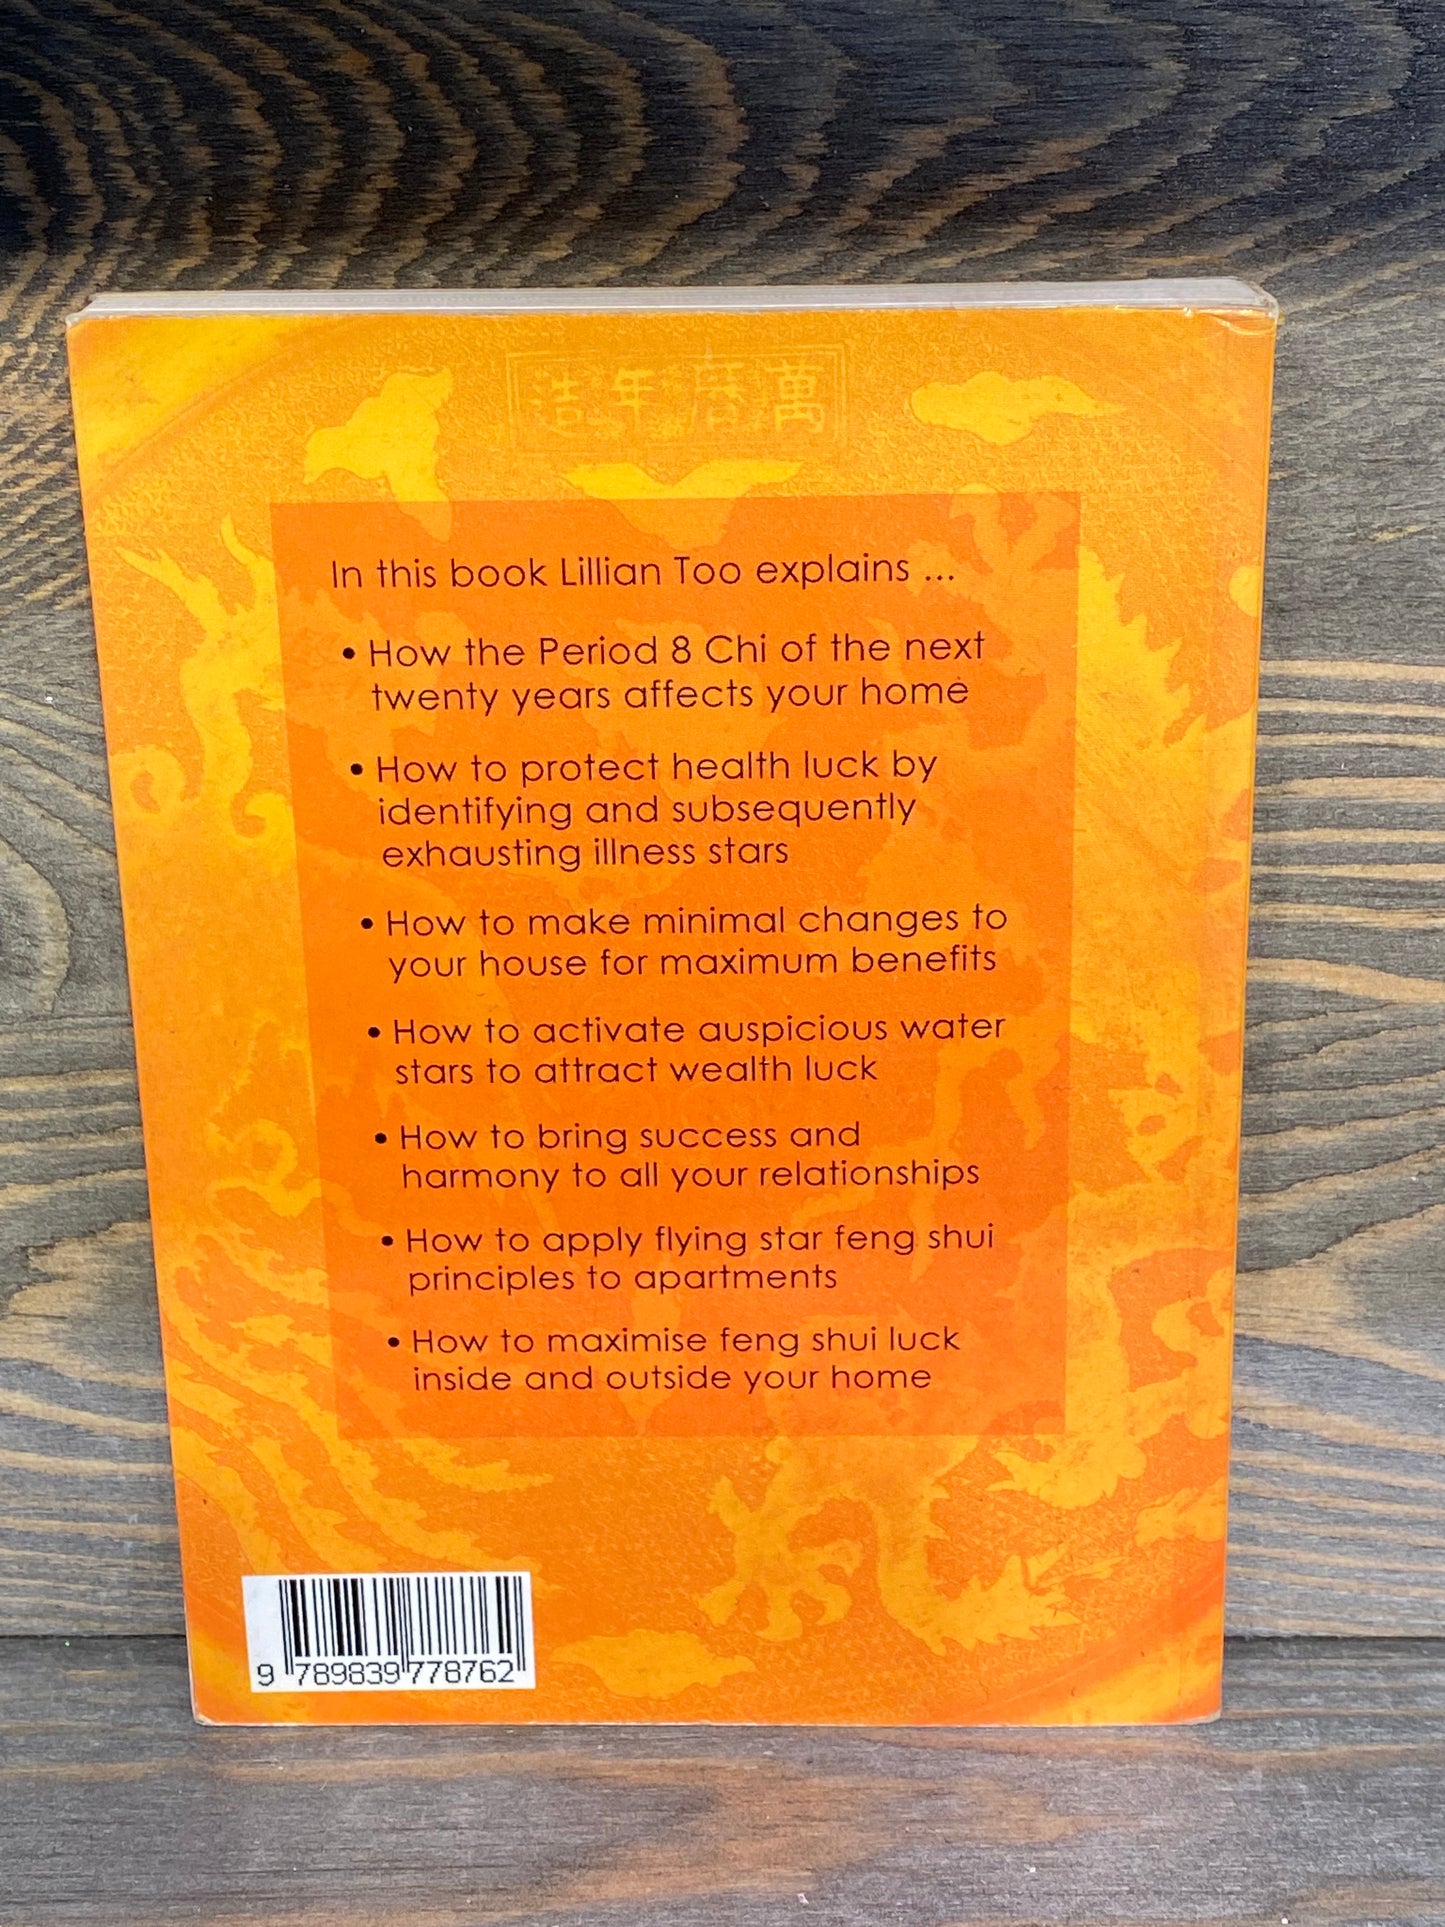 造年曆萬
In this book Lillian Too explains ...
• How the Period 8 Chi of the next
twenty years affects your home
• How to protect health luck by
identifying and subsequently
exhausting illness stars
• How to make minimal changes to
your house for maximum benefits
• How to activate auspicious water
stars to attract wealth luck
• How to bring success and
harmony to all your relationships
• How to apply flying star feng shui
principles to apartments
• How to maximise feng shui luck
inside and outside your home
9 789839 778762